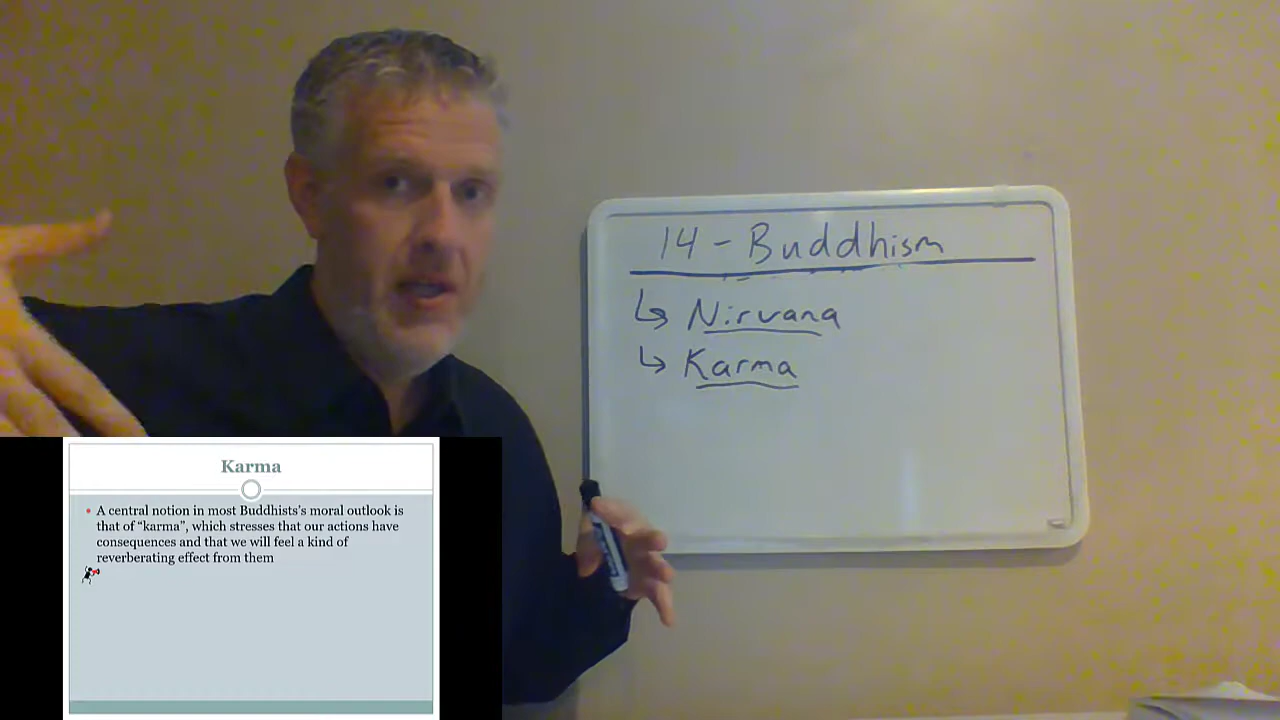 14 - Buddhism
↳ Nirvana
↳ Karma
Karma
• A central notion in most Buddhists's moral outlook is
that of “karma”, which stresses that our actions have
consequences and that we will feel a kind of
reverberating effect from them